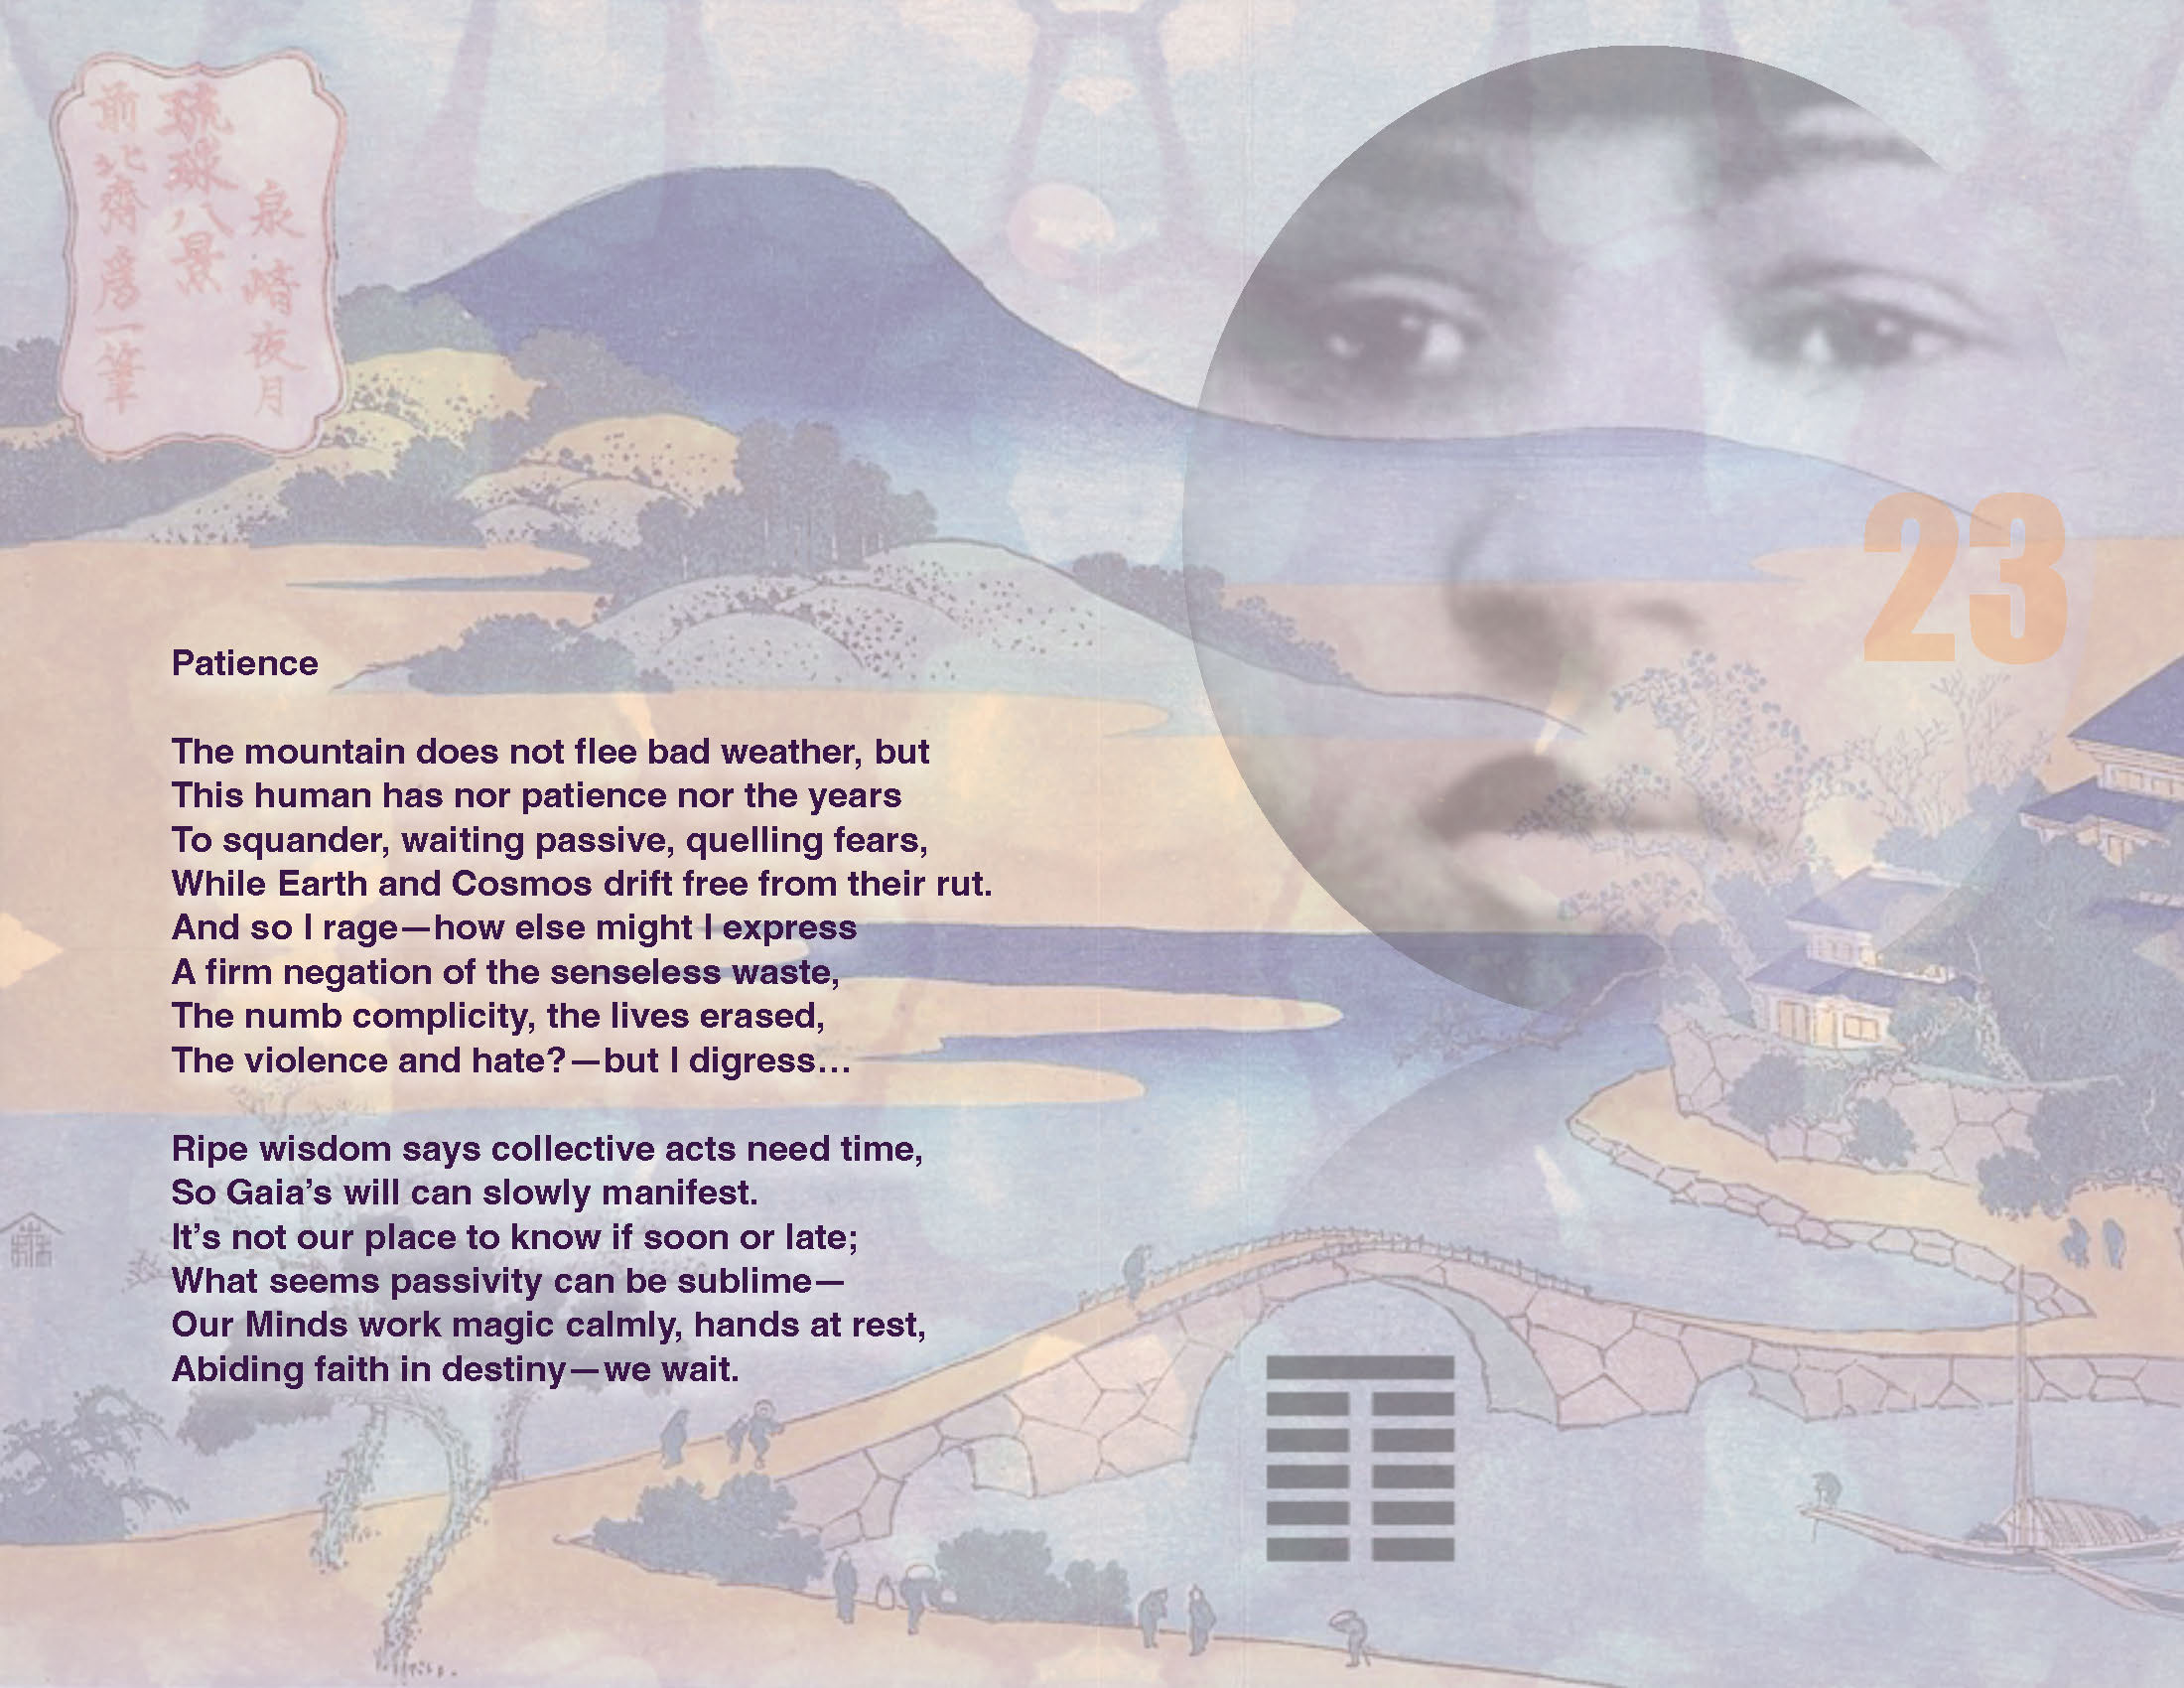 泉崎夜月
琉球八景
前北斎為一筆
23
Patience
The mountain does not flee bad weather, but
This human has nor patience nor the years
To squander, waiting passive, quelling fears,
While Earth and Cosmos drift free from their rut.
And so I rage—how else might I express
A firm negation of the senseless waste,
The numb complicity, the lives erased,
The violence and hate?—but I digress…
Ripe wisdom says collective acts need time,
So Gaia’s will can slowly manifest.
It’s not our place to know if soon or late;
What seems passivity can be sublime—
Our Minds work magic calmly, hands at rest,
Abiding faith in destiny—we wait.